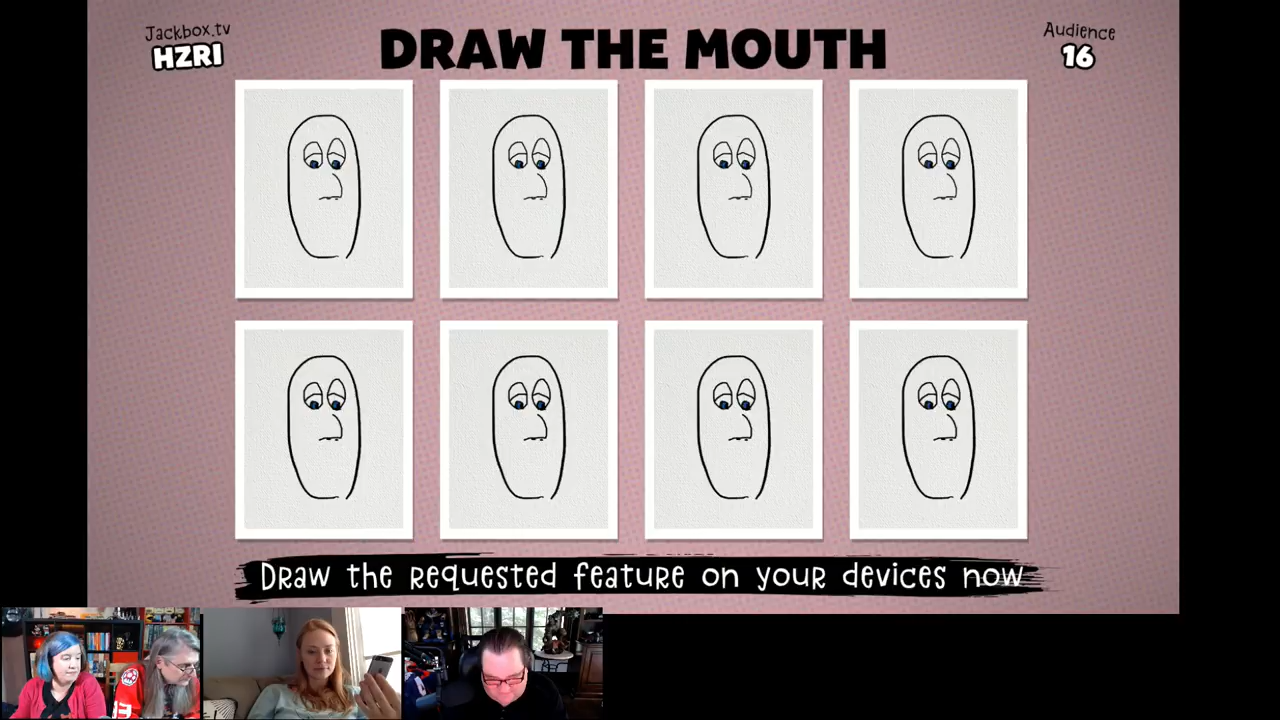 Jackbox.tv
HZRI
DRAW THE MOUTH
Audience
16
Draw the requested feature on your devices now